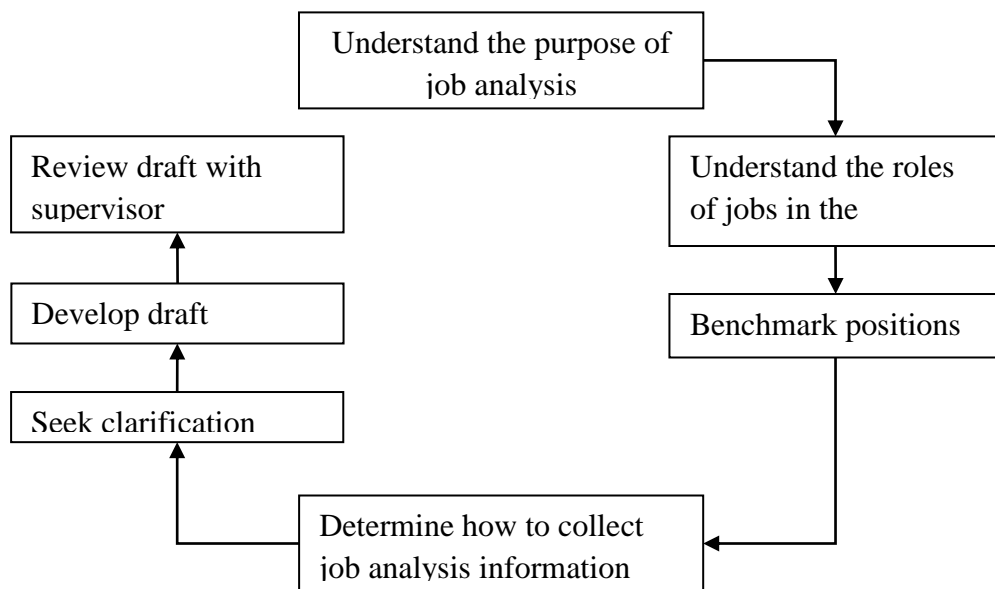 Understand the purpose of
job analysis
Understand the roles
of jobs in the
Benchmark positions
Determine how to collect
job analysis information
Seek clarification
Develop draft
Review draft with
supervisor